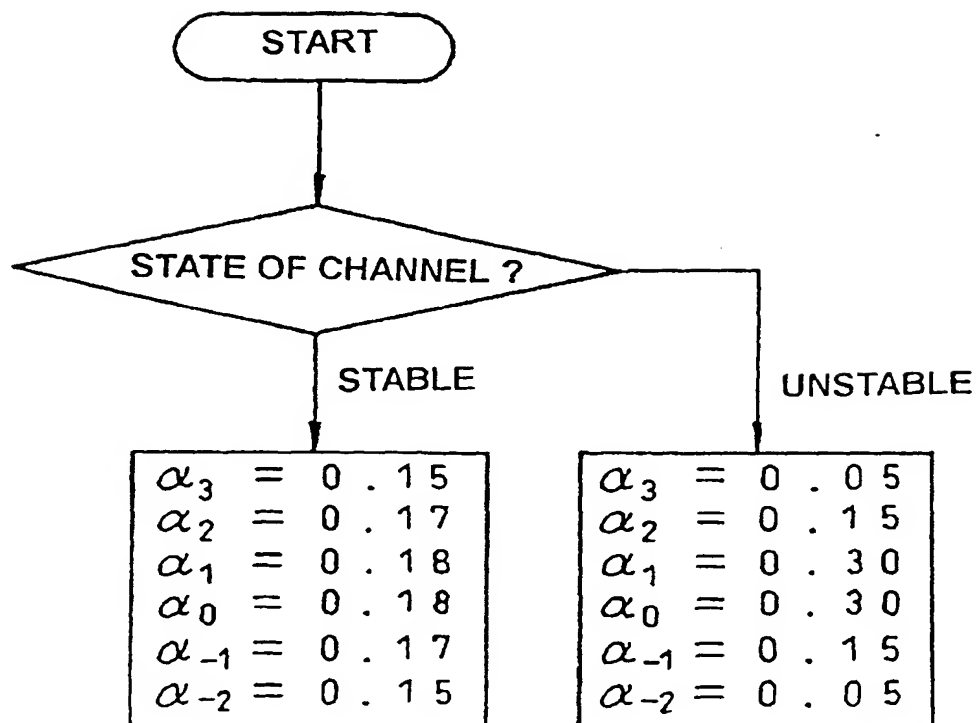 START
STATE OF CHANNEL ?
STABLE
UNSTABLE
α₃ = 0.15
α₂ = 0.17
α₁ = 0.18
α₀ = 0.18
α₋₁ = 0.17
α₋₂ = 0.15
α₃ = 0.05
α₂ = 0.15
α₁ = 0.30
α₀ = 0.30
α₋₁ = 0.15
α₋₂ = 0.05